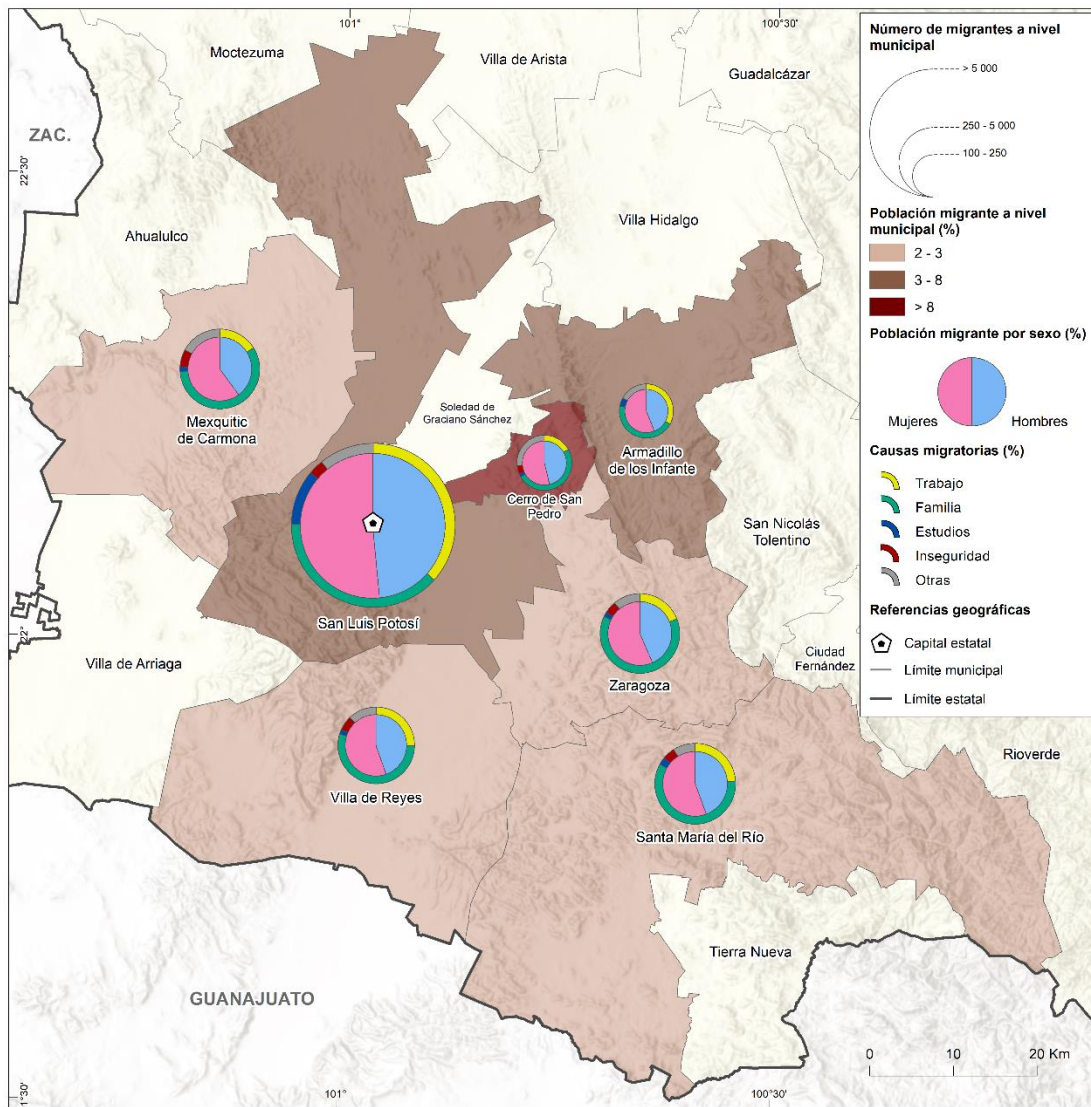 101°
100°30'
Moctezuma
Villa de Arista
Guadalcázar
ZAC.
22°30'
Ahualulco
Villa Hidalgo
Mexquitic
de Carmona
Soledad de
Graciano Sánchez
Armadillo
de los Infante
Cerro de San
Pedro
San Nicolás
Tolentino
San Luis Potosí
22°
Villa de Arriaga
Zaragoza
Ciudad
Fernández
Rioverde
Villa de Reyes
Santa María del Río
Tierra Nueva
GUANAJUATO
0 10 20 Km
1°30'
101°
100°30'
Número de migrantes a nivel
municipal
> 5 000
250 - 5 000
100 - 250
Población migrante a nivel
municipal (%)
2 - 3
3 - 8
> 8
Población migrante por sexo (%)
Mujeres
Hombres
Causas migratorias (%)
Trabajo
Familia
Estudios
Inseguridad
Otras
Referencias geográficas
Capital estatal
Límite municipal
Límite estatal